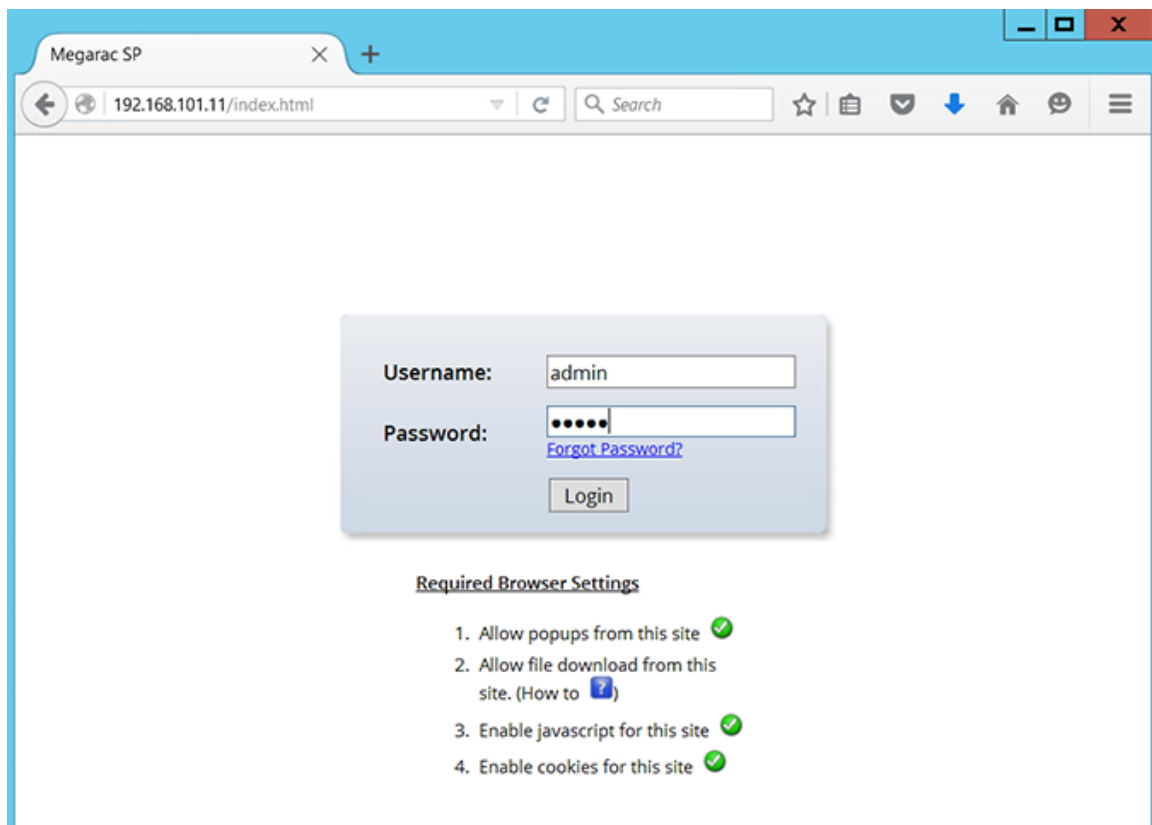 Megarac SP
192.168.101.11/index.html
Search
Username:
admin
Password:
●●●●●
Forgot Password?
Login
Required Browser Settings
1. Allow popups from this site
2. Allow file download from this
site. (How to ?)
3. Enable javascript for this site
4. Enable cookies for this site